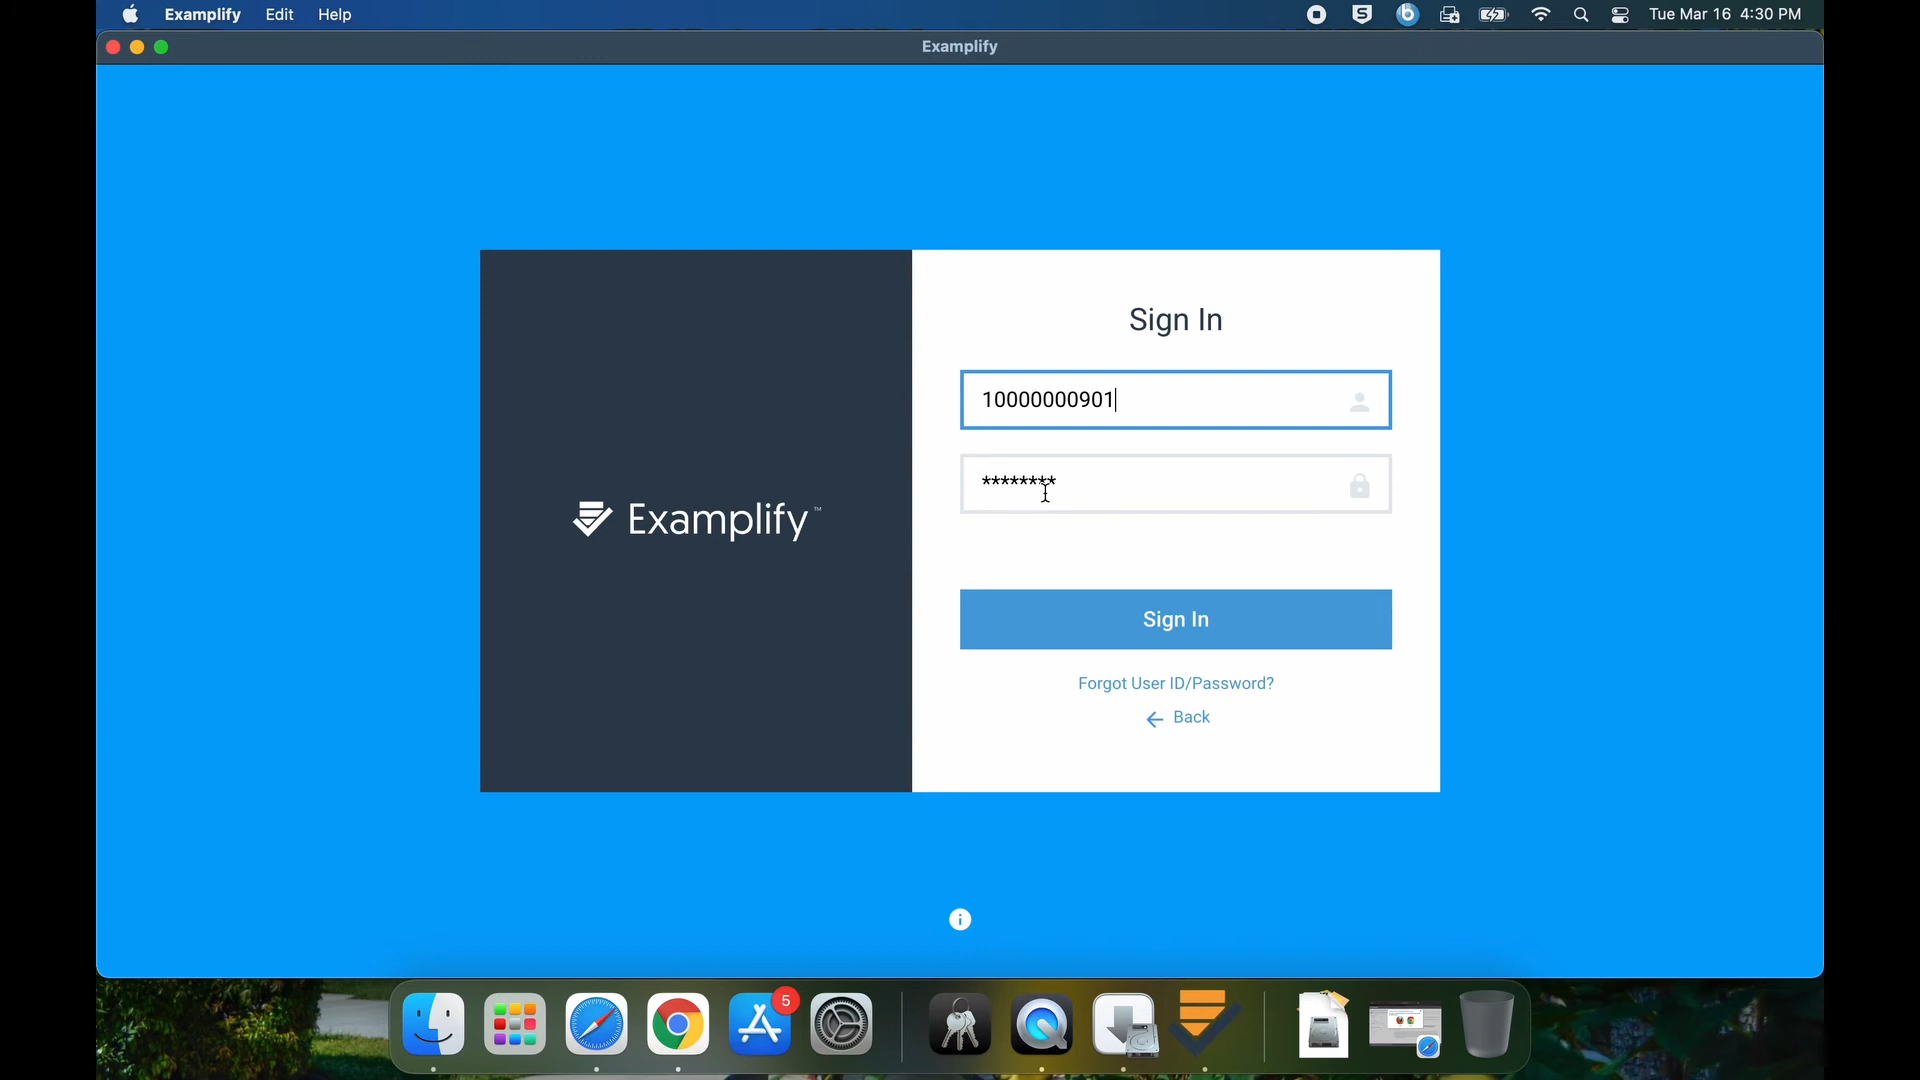 Examplify Edit Help
Tue Mar 16 4:30 PM
Examplify
Sign In
10000000901
********
Examplify™
Sign In
Forgot User ID/Password?
← Back
5